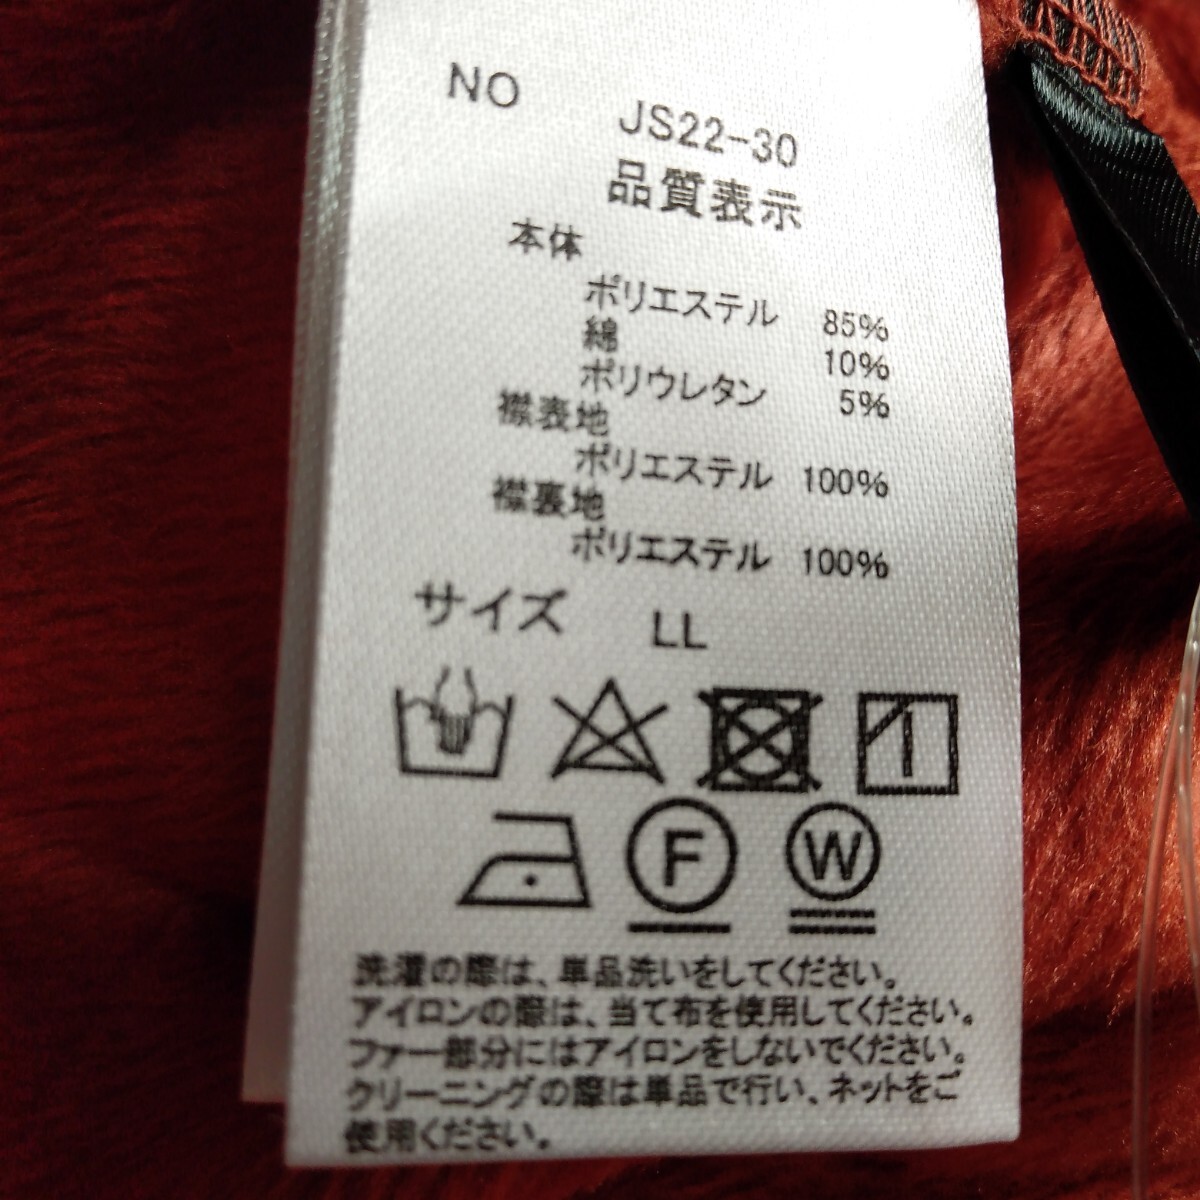 NO JS22-30
品質表示
本体
ポリエステル 85%
綿 10%
ポリウレタン 5%
襟表地
ポリエステル 100%
襟裏地
ポリエステル 100%
サイズ LL
F W
洗濯の際は、単品洗いをしてください。
アイロンの際は、当て布を使用してください。
ファー部分にはアイロンをしないでください。
クリーニングの際は単品で行い、ネットをご
使用ください。